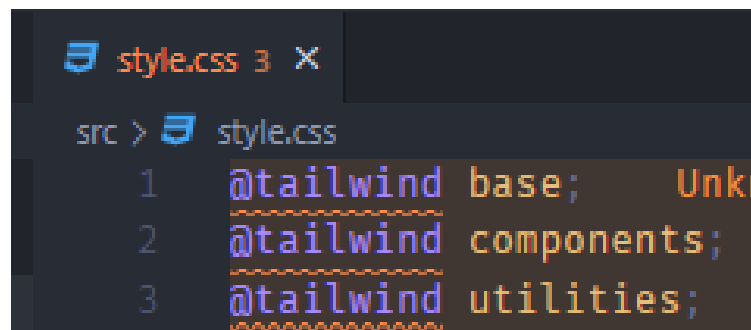 style.css 3 ×
src > style.css
1 @tailwind base;
2 @tailwind components;
3 @tailwind utilities;